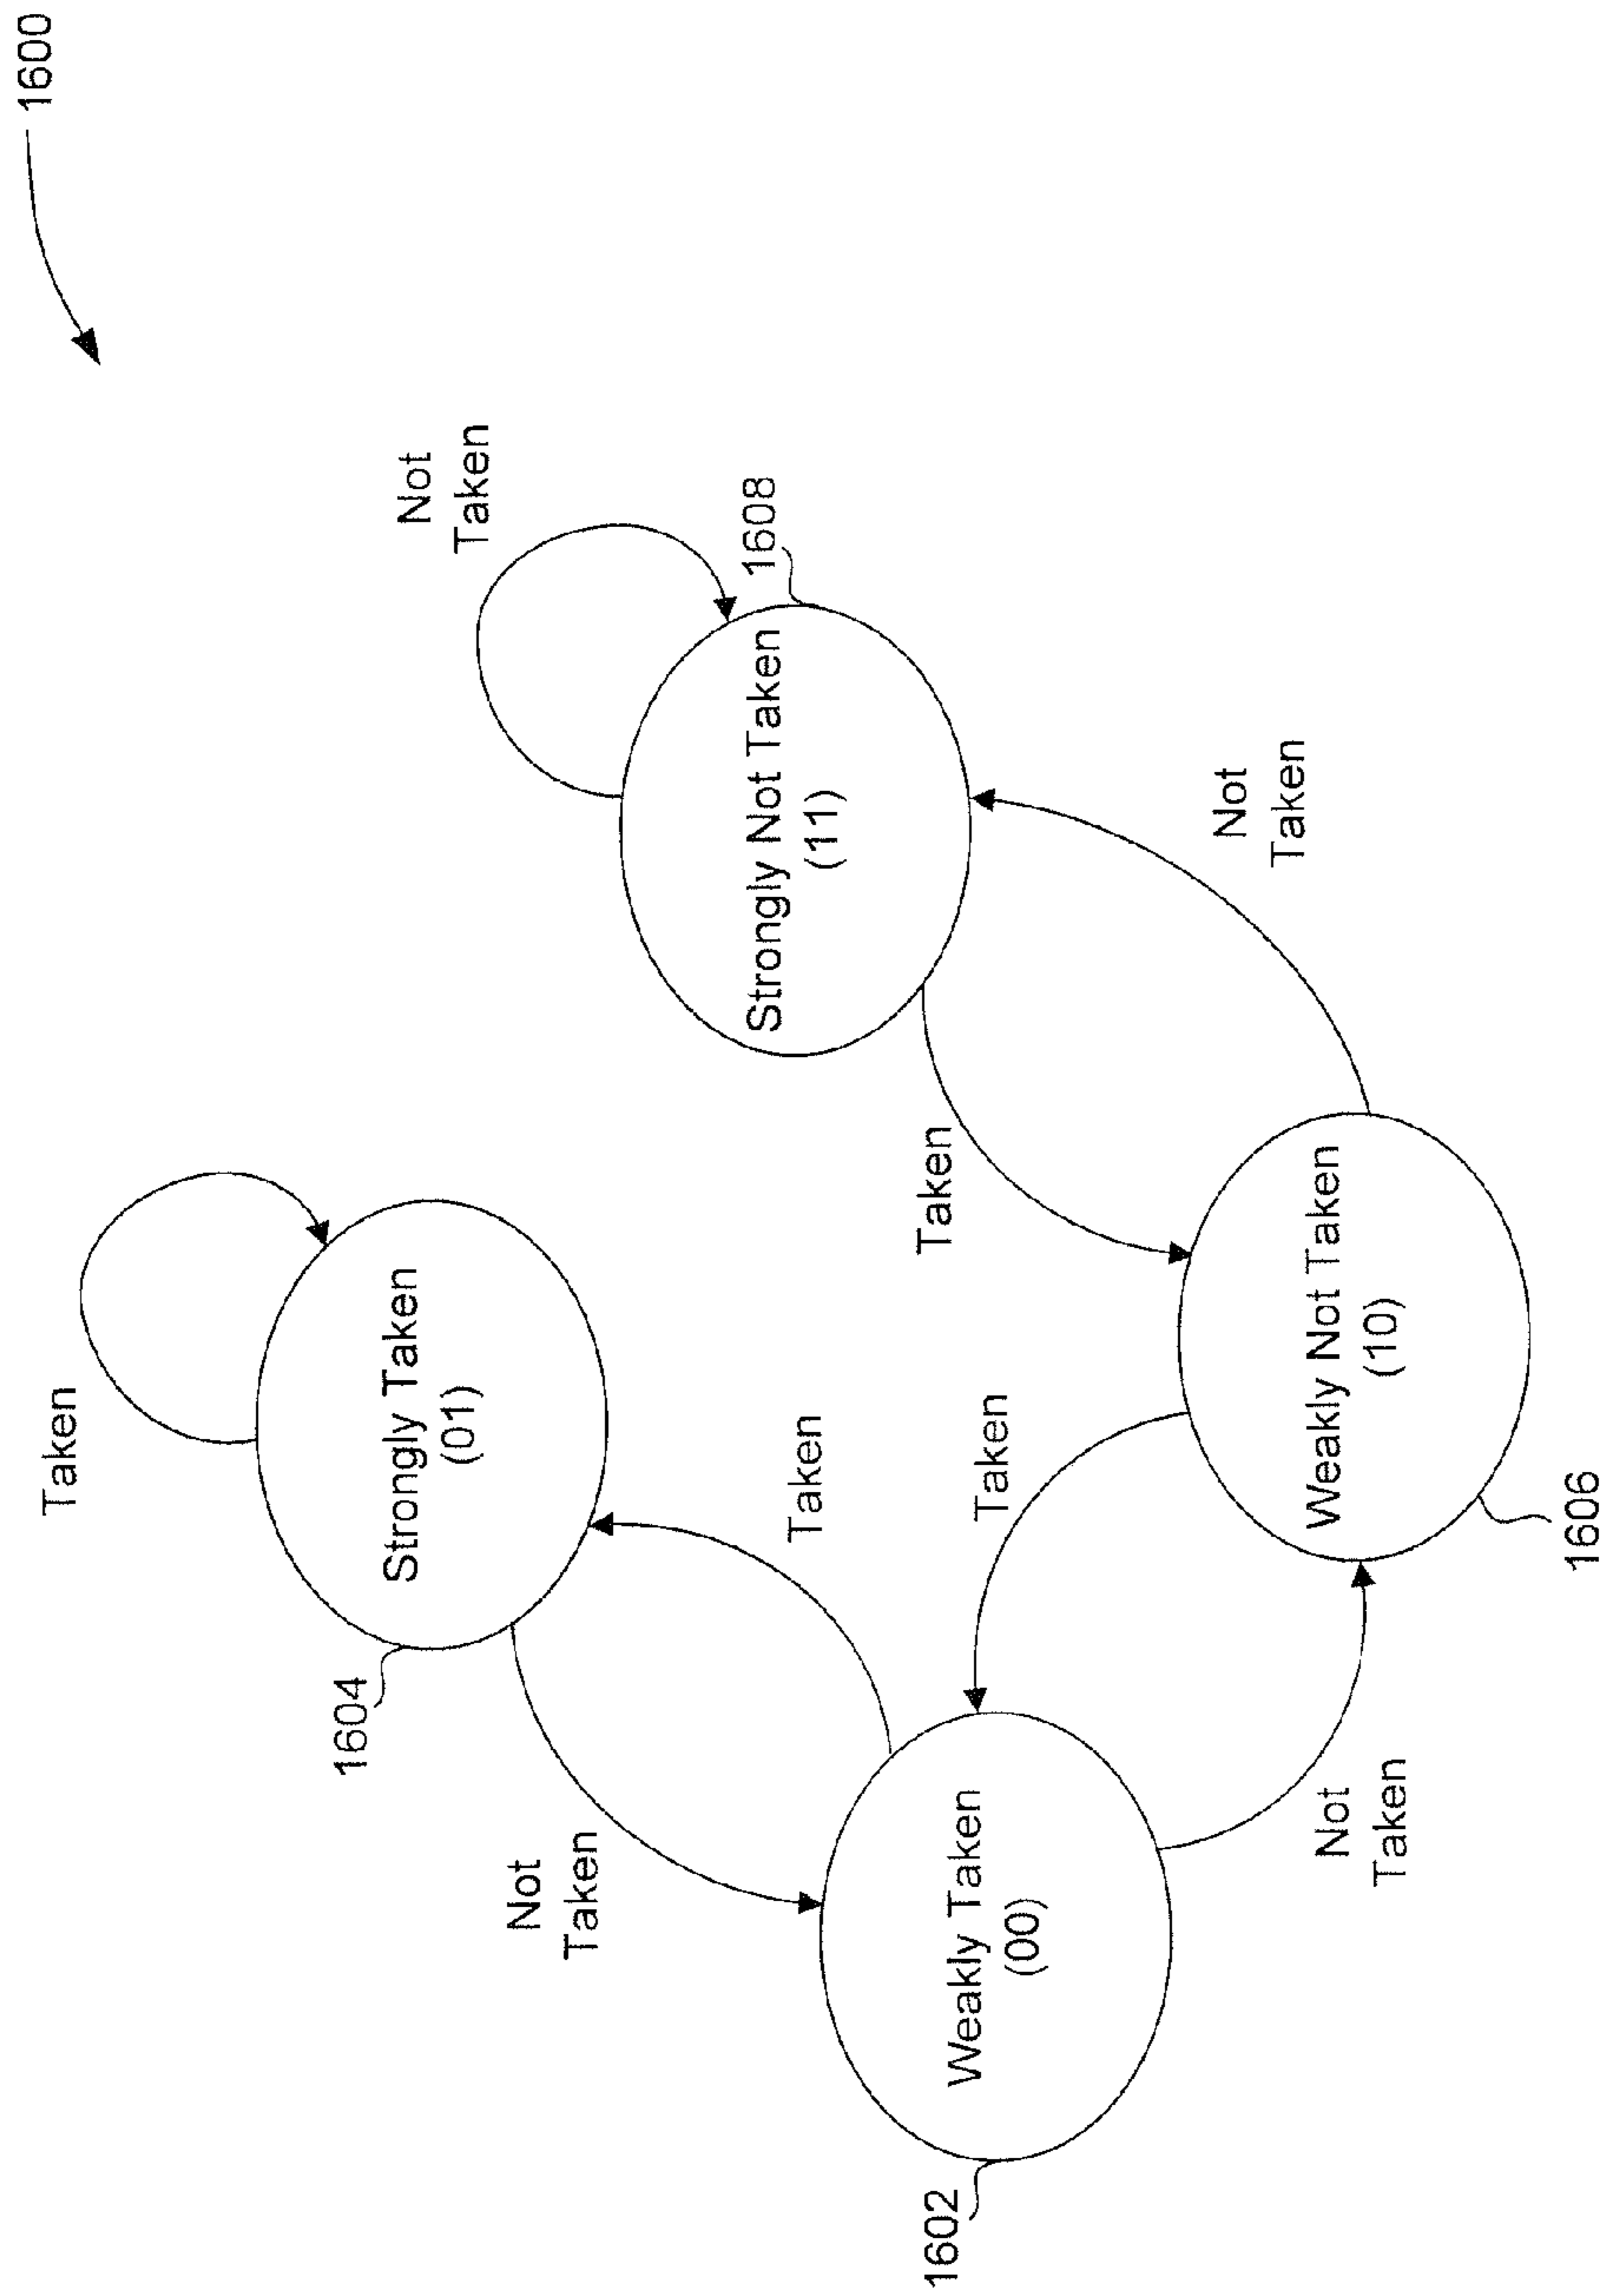 1600
Taken
Not
Taken
1604
Strongly Taken
(01)
1608
Strongly Not Taken
(11)
Not
Taken
Taken
Taken
1602
Weakly Taken
(00)
Taken
Not
Taken
Not
Taken
Weakly Not Taken
(10)
1606